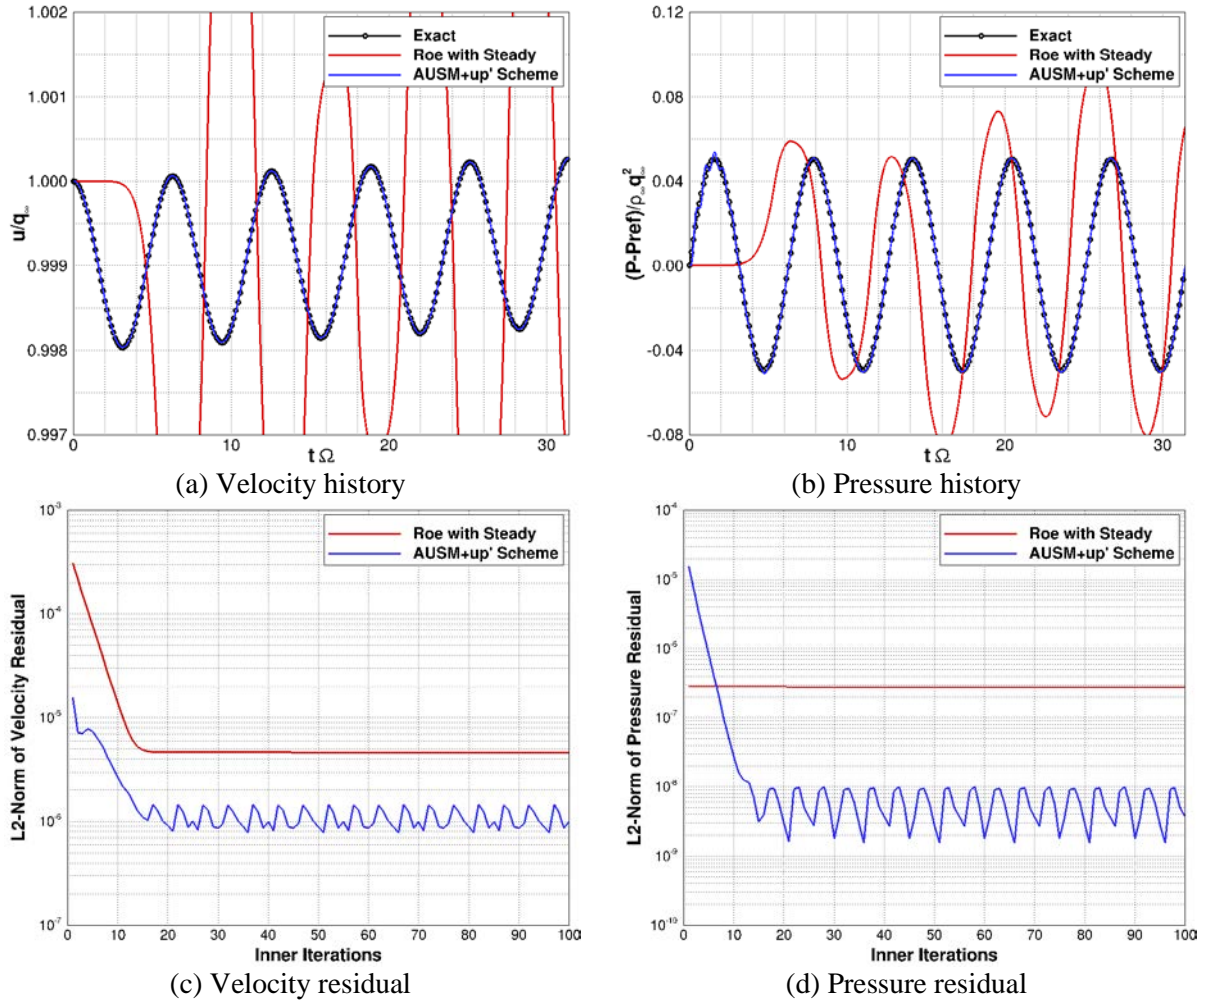 1.002
1.001
1.000
0.999
0.998
0.997
u/q∞
Exact
Roe with Steady
AUSM+up' Scheme
0 10 20 30
t Ω
(a) Velocity history
0.12
0.08
0.04
0.00
-0.04
-0.08
(P-Pref)/ρ∞q∞²
Exact
Roe with Steady
AUSM+up' Scheme
0 10 20 30
t Ω
(b) Pressure history
10⁻³
10⁻⁴
10⁻⁵
10⁻⁶
10⁻⁷
L2-Norm of Velocity Residual
Roe with Steady
AUSM+up' Scheme
0 10 20 30 40 50 60 70 80 90 100
Inner Iterations
(c) Velocity residual
10⁻⁴
10⁻⁵
10⁻⁶
10⁻⁷
10⁻⁸
10⁻⁹
10⁻¹⁰
L2-Norm of Pressure Residual
Roe with Steady
AUSM+up' Scheme
0 10 20 30 40 50 60 70 80 90 100
Inner Iterations
(d) Pressure residual